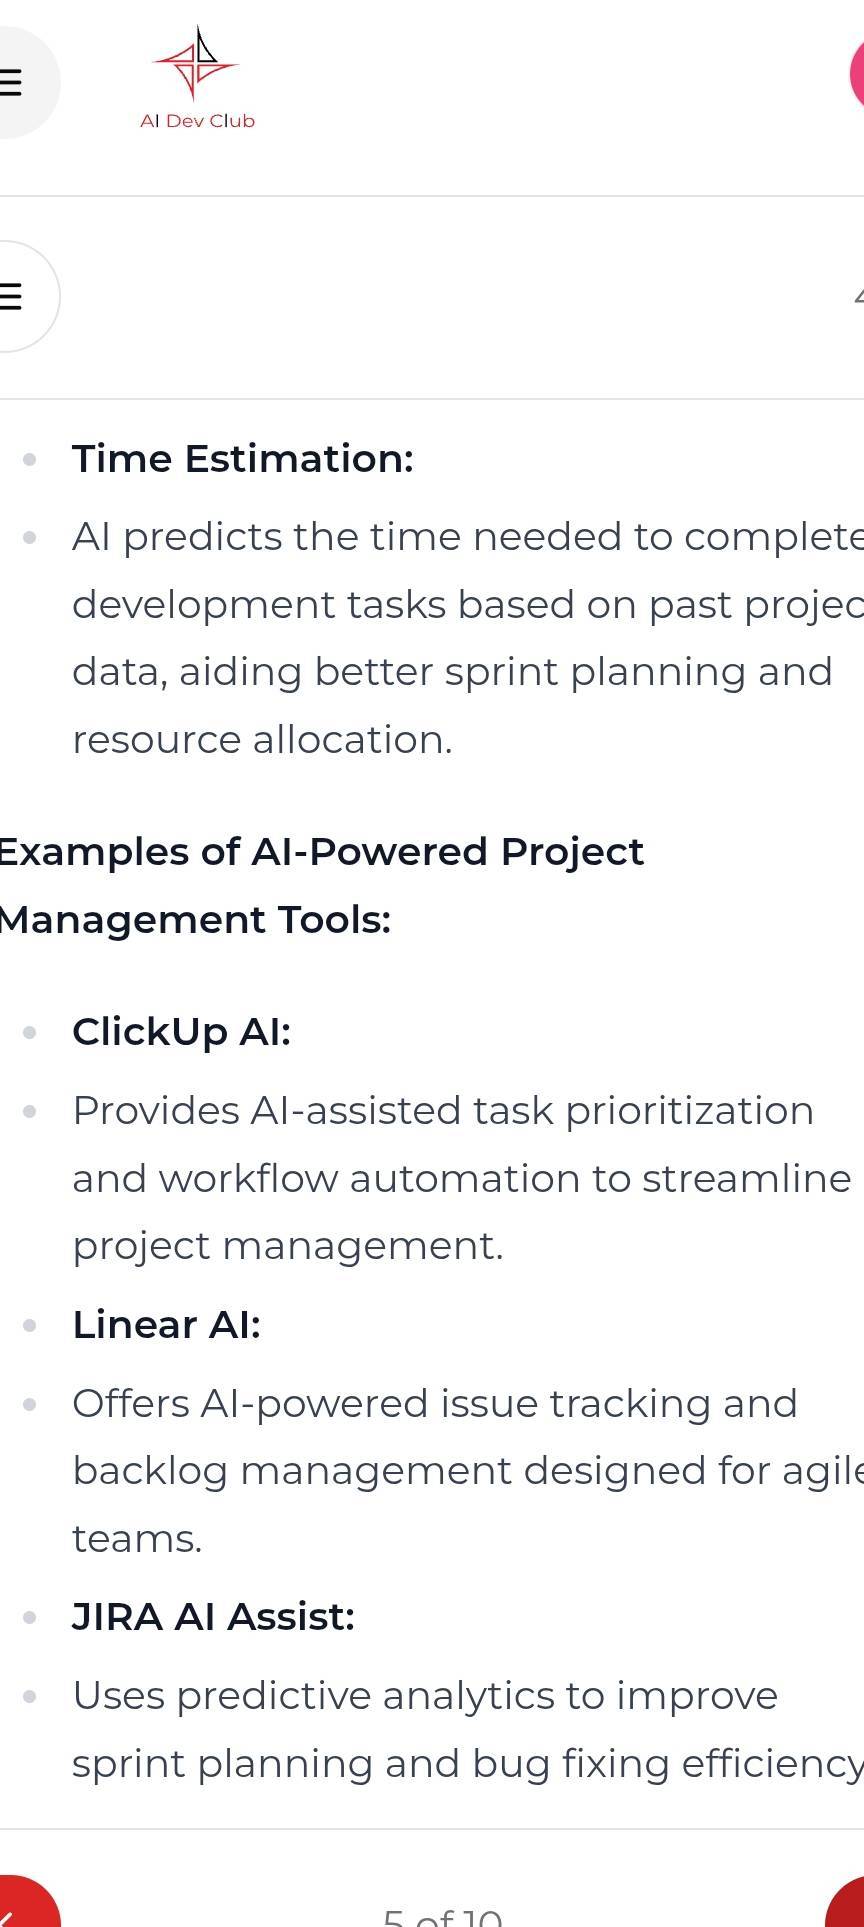 AI Dev Club
Time Estimation:
AI predicts the time needed to complete
development tasks based on past projec
data, aiding better sprint planning and
resource allocation.
Examples of AI-Powered Project
Management Tools:
ClickUp AI:
Provides AI-assisted task prioritization
and workflow automation to streamline
project management.
Linear AI:
Offers AI-powered issue tracking and
backlog management designed for agile
teams.
JIRA AI Assist:
Uses predictive analytics to improve
sprint planning and bug fixing efficiency
5 of 10